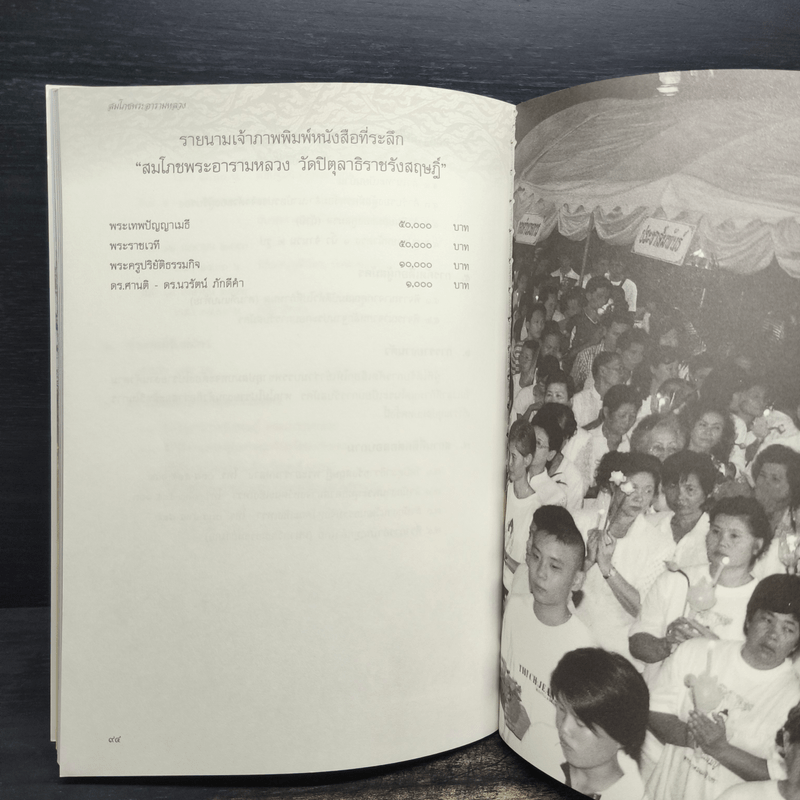 สมโภชพระอารามหลวง
รายนามเจ้าภาพพิมพ์หนังสือที่ระลึก
“สมโภชพระอารามหลวง วัดปิตุลาธิราชรังสฤษฎิ์”
พระเทพปัญญาเมธี ๕๐,๐๐๐ บาท
พระราชเวที ๕๐,๐๐๐ บาท
พระครูปริยัติธรรมกิจ ๑๐,๐๐๐ บาท
ดร.ศานติ - ดร.นวรัตน์ ภักดีคำ ๑,๐๐๐ บาท
๙๔